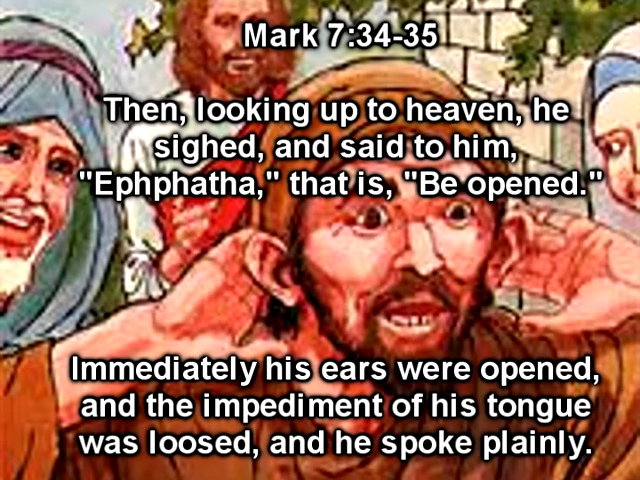 Mark 7:34-35
Then, looking up to heaven, he
sighed, and said to him,
"Ephphatha," that is, "Be opened."
Immediately his ears were opened,
and the impediment of his tongue
was loosed, and he spoke plainly.